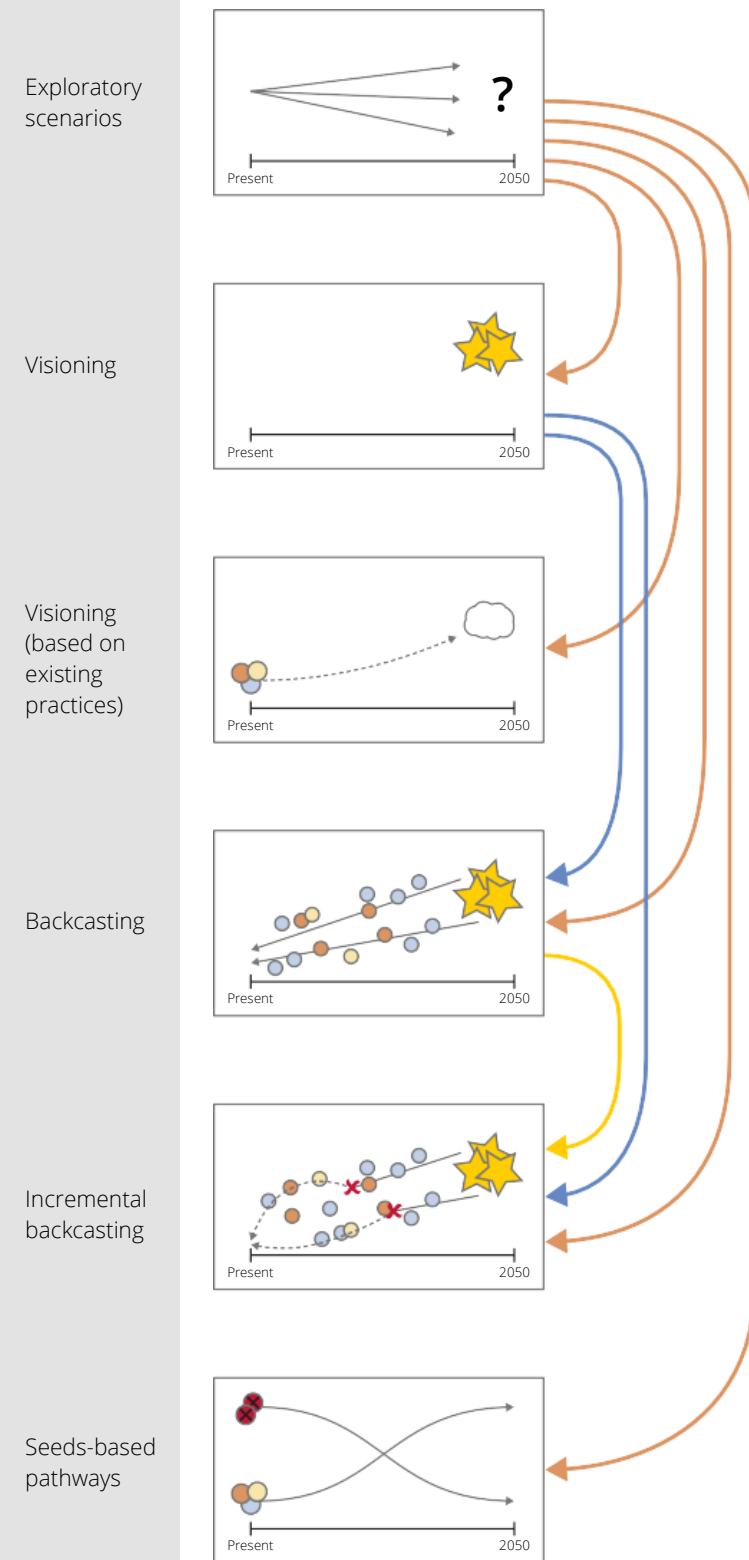 Exploratory
scenarios
?
Present
2050
Visioning
Present
2050
Visioning
(based on
existing
practices)
Present
2050
Backcasting
Present
2050
Incremental
backcasting
Present
2050
Seeds-based
pathways
Present
2050